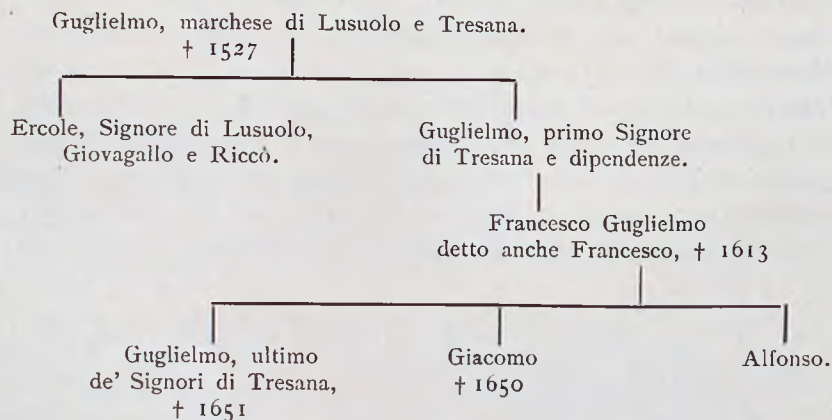 Guglielmo, marchese di Lusuolo e Tresana.
† 1527
Ercole, Signore di Lusuolo,
Giovagallo e Riccò.
Guglielmo, primo Signore
di Tresana e dipendenze.
Francesco Guglielmo
detto anche Francesco, † 1613
Guglielmo, ultimo
de' Signori di Tresana,
† 1651
Giacomo
† 1650
Alfonso.